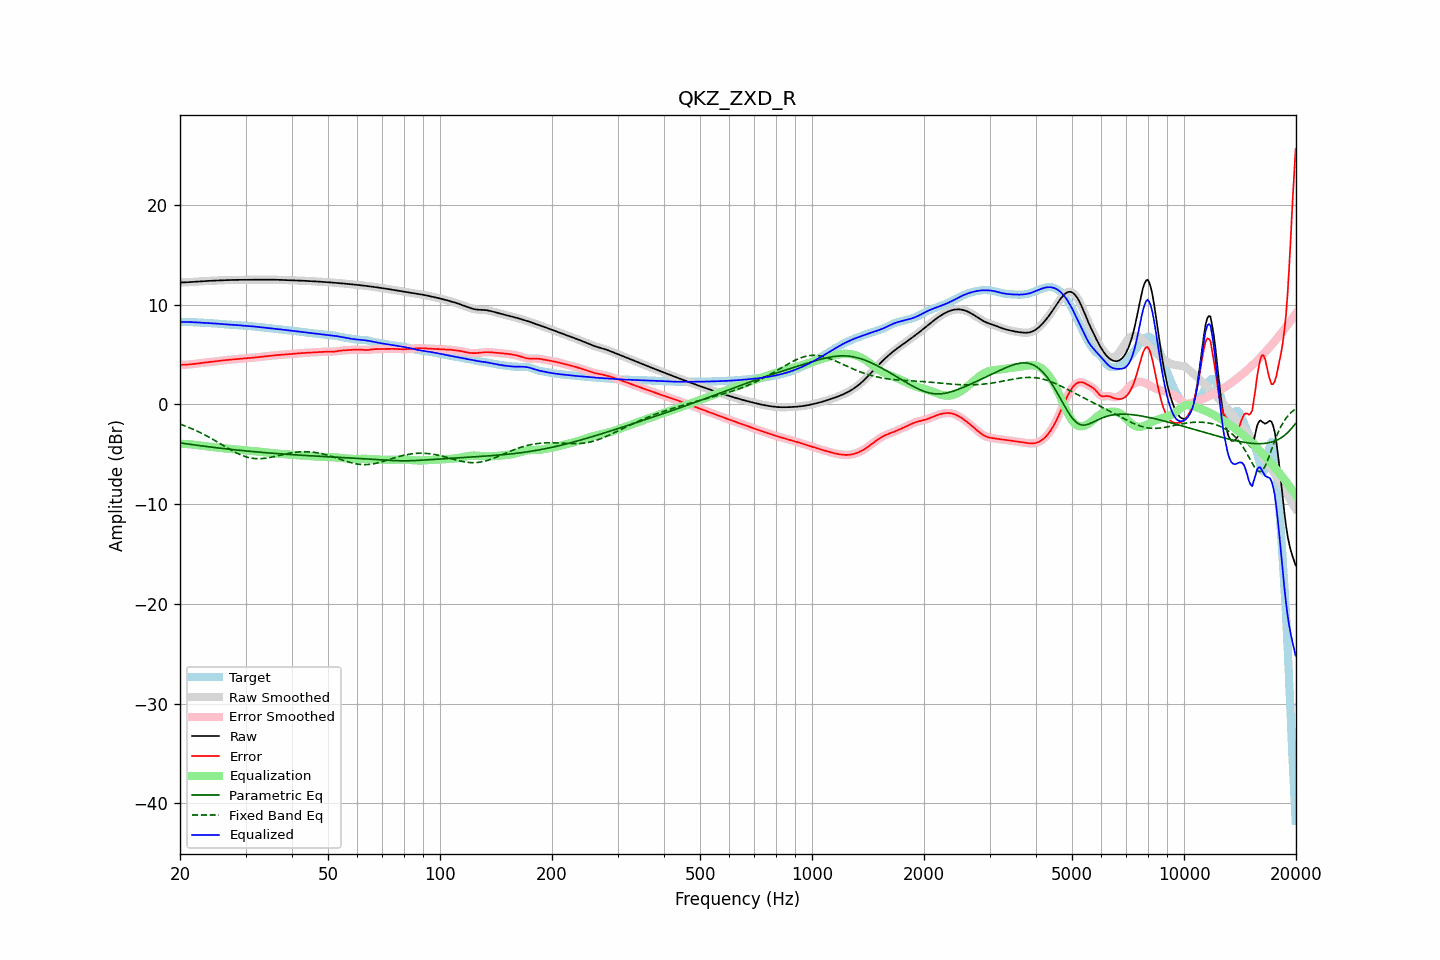 QKZ_ZXD_R
Amplitude (dBr)
20
10
0
−10
−20
−30
−40
Target
Raw Smoothed
Error Smoothed
Raw
Error
Equalization
Parametric Eq
Fixed Band Eq
Equalized
20 50 100 200 500 1000 2000 5000 10000 20000
Frequency (Hz)